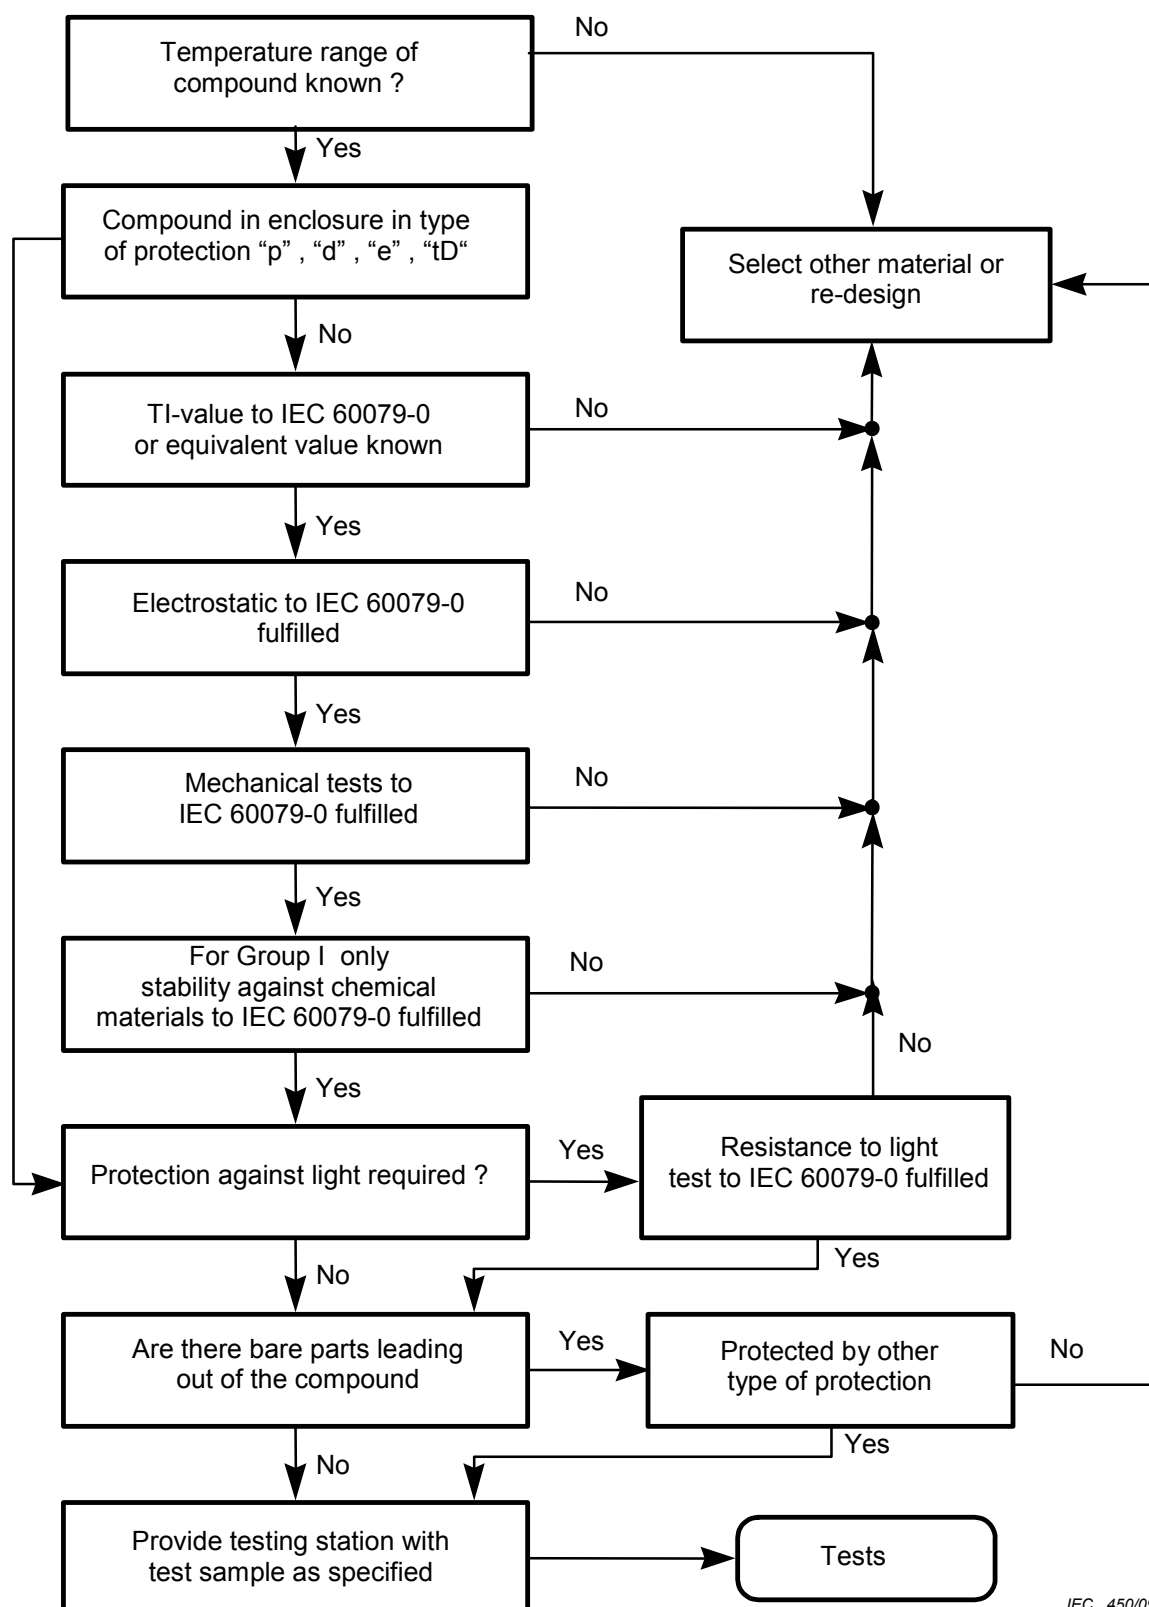 Temperature range of
compound known ?
No
Yes
Compound in enclosure in type
of protection “p” , “d” , “e” , “tD“
Select other material or
re-design
No
TI-value to IEC 60079-0
or equivalent value known
No
Yes
Electrostatic to IEC 60079-0
fulfilled
No
Yes
Mechanical tests to
IEC 60079-0 fulfilled
No
Yes
For Group I only
stability against chemical
materials to IEC 60079-0 fulfilled
No
No
Yes
Protection against light required ?
Yes
Resistance to light
test to IEC 60079-0 fulfilled
No
Yes
Are there bare parts leading
out of the compound
Yes
Protected by other
type of protection
No
No
Yes
Provide testing station with
test sample as specified
Tests
IEC 450/09